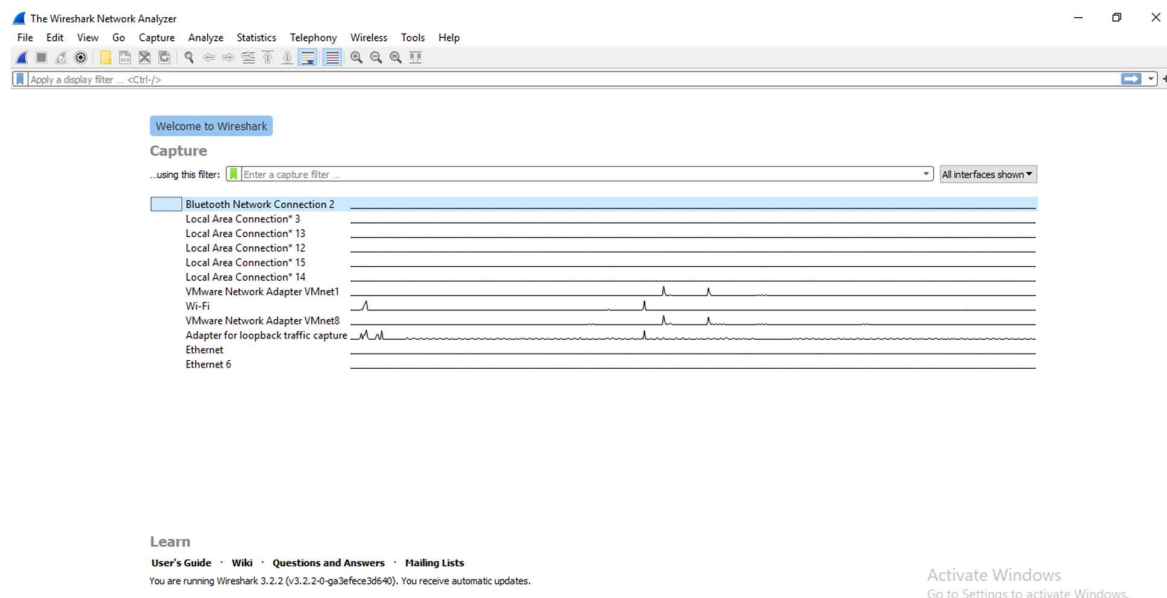 The Wireshark Network Analyzer
File Edit View Go Capture Analyze Statistics Telephony Wireless Tools Help
Apply a display filter ... <Ctrl-/>
Welcome to Wireshark
Capture
...using this filter: Enter a capture filter ... All interfaces shown
Bluetooth Network Connection 2
Local Area Connection* 3
Local Area Connection* 13
Local Area Connection* 12
Local Area Connection* 15
Local Area Connection* 14
VMware Network Adapter VMnet1
Wi-Fi
VMware Network Adapter VMnet8
Adapter for loopback traffic capture
Ethernet
Ethernet 6
Learn
User's Guide · Wiki · Questions and Answers · Mailing Lists
You are running Wireshark 3.2.2 (v3.2.2-0-ga3efece3d640). You receive automatic updates.
Activate Windows
Go to Settings to activate Windows.